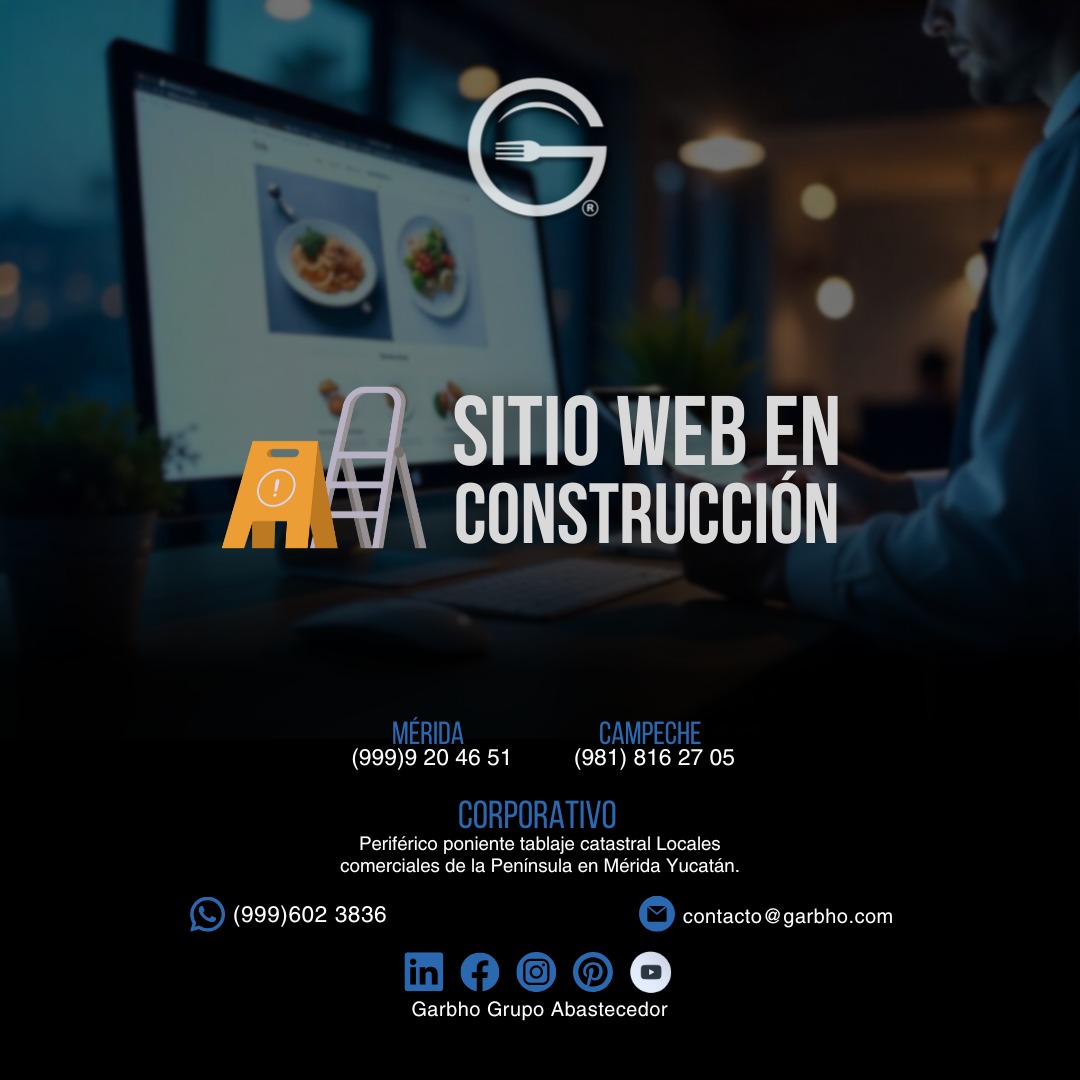 G
®
SITIO WEB EN
CONSTRUCCIÓN
!
MÉRIDA
(999)9 20 46 51
CAMPECHE
(981) 816 27 05
CORPORATIVO
Periférico poniente tablaje catastral Locales
comerciales de la Península en Mérida Yucatán.
(999)602 3836
contacto@garbho.com
in
Garbho Grupo Abastecedor